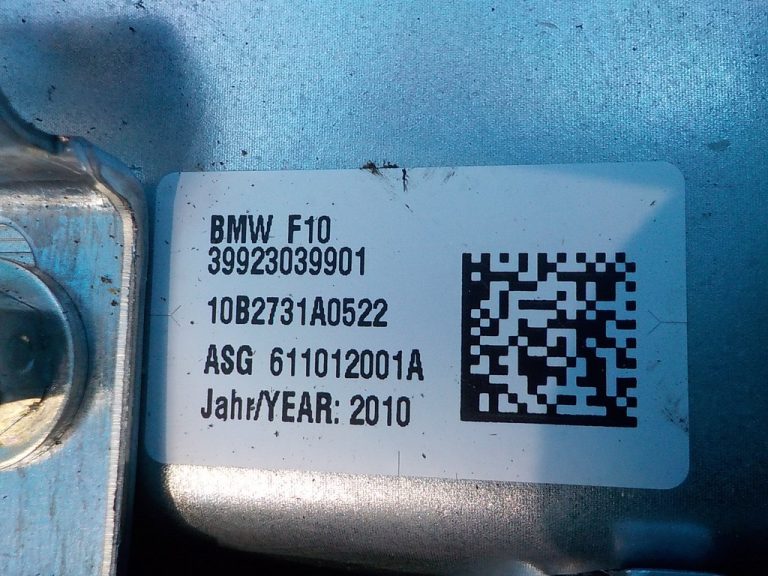 BMW F10
39923039901
10B2731A0522
ASG 611012001A
Jahr/YEAR: 2010